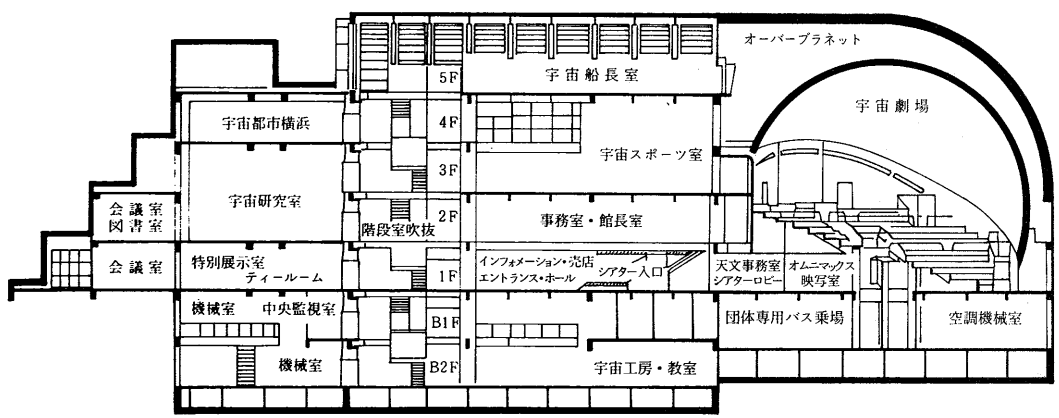 オーバープラネット
宇宙船長室
5F
宇宙劇場
宇宙都市横浜
4F
宇宙スポーツ室
3F
宇宙研究室
会議室
図書室
2F
階段室吹抜
事務室・館長室
会議室
特別展示室
ティールーム
1F
インフォメーション・売店
エントランス・ホール
シアター入口
天文事務室
シアターロビー
オムニマックス
映写室
機械室
中央監視室
B1F
団体専用バス乗場
空調機械室
機械室
B2F
宇宙工房・教室